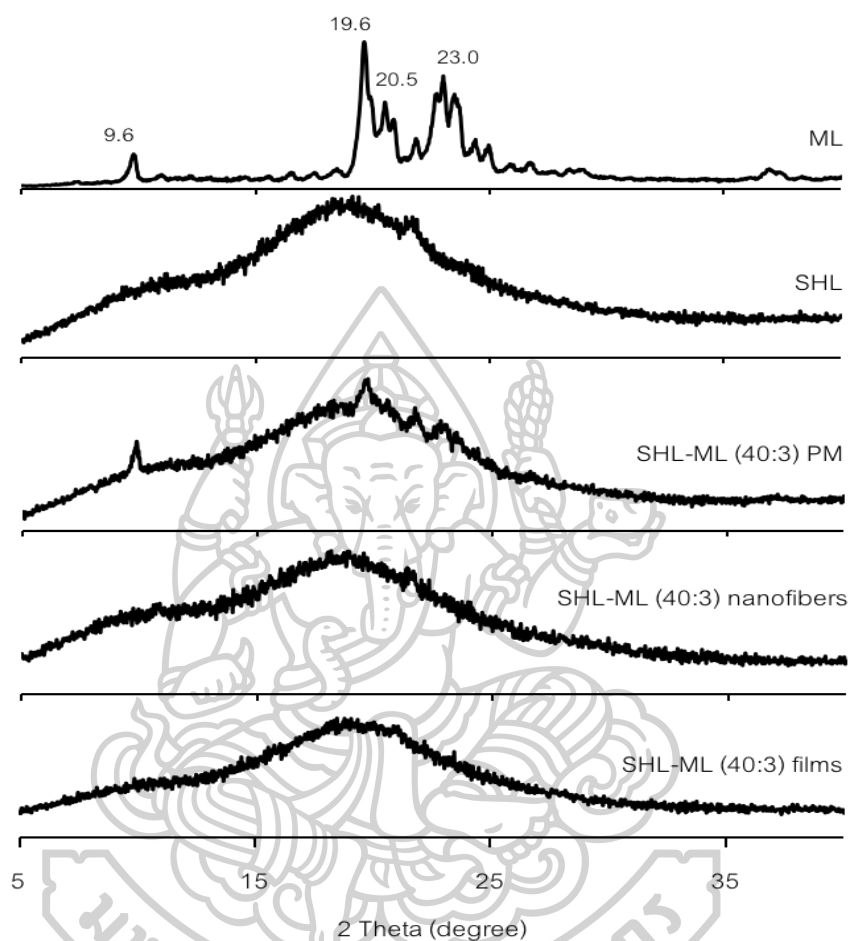 19.6
23.0
20.5
9.6
ML
SHL
SHL-ML (40:3) PM
SHL-ML (40:3) nanofibers
SHL-ML (40:3) films
5 15 25 35
2 Theta (degree)